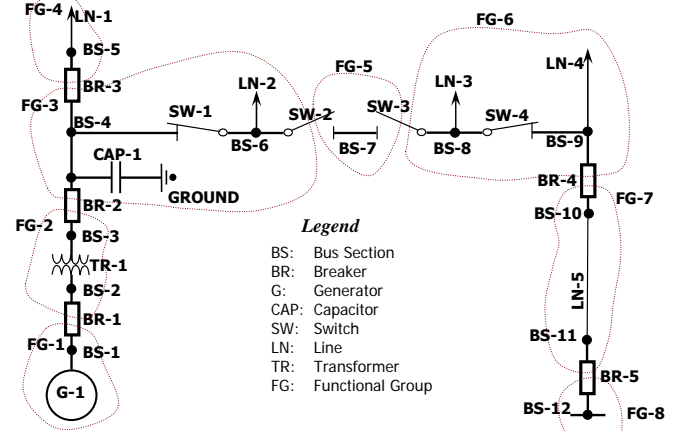 FG-4
LN-1
FG-6
BS-5
FG-5
LN-4
BR-3
LN-2
LN-3
FG-3
SW-1
SW-2
SW-3
SW-4
BS-4
BS-6
BS-7
BS-8
BS-9
CAP-1
BR-4
GROUND
FG-7
BR-2
BS-10
FG-2
BS-3
Legend
BS: Bus Section
BR: Breaker
G: Generator
CAP: Capacitor
SW: Switch
LN: Line
TR: Transformer
FG: Functional Group
TR-1
BS-2
LN-5
BR-1
BS-11
FG-1
BS-1
BR-5
G-1
BS-12
FG-8